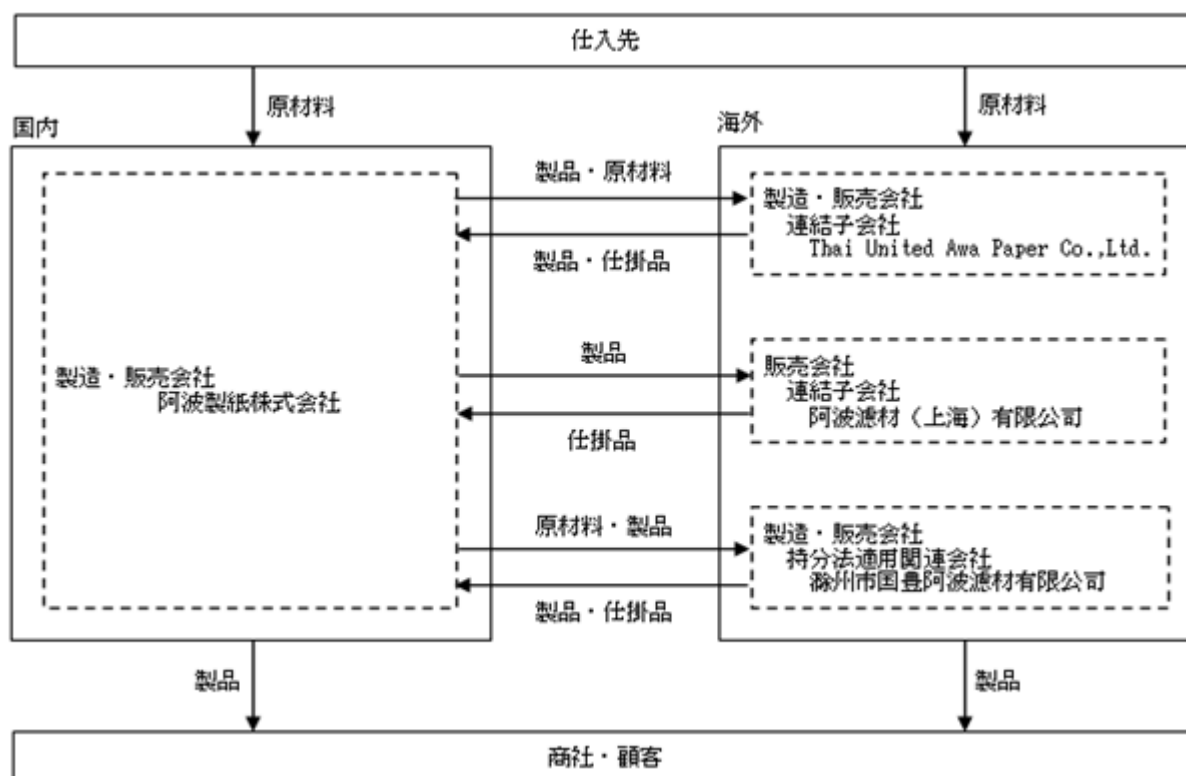 仕入先
原材料
原材料
国内
海外
製品・原材料
製造・販売会社
連結子会社
Thai United Awa Paper Co.,Ltd.
製品・仕掛品
製造・販売会社
阿波製紙株式会社
製品
販売会社
連結子会社
阿波滤材（上海）有限公司
仕掛品
原材料・製品
製造・販売会社
持分法適用関連会社
滁州市国豊阿波滤材有限公司
製品・仕掛品
製品
製品
商社・顧客